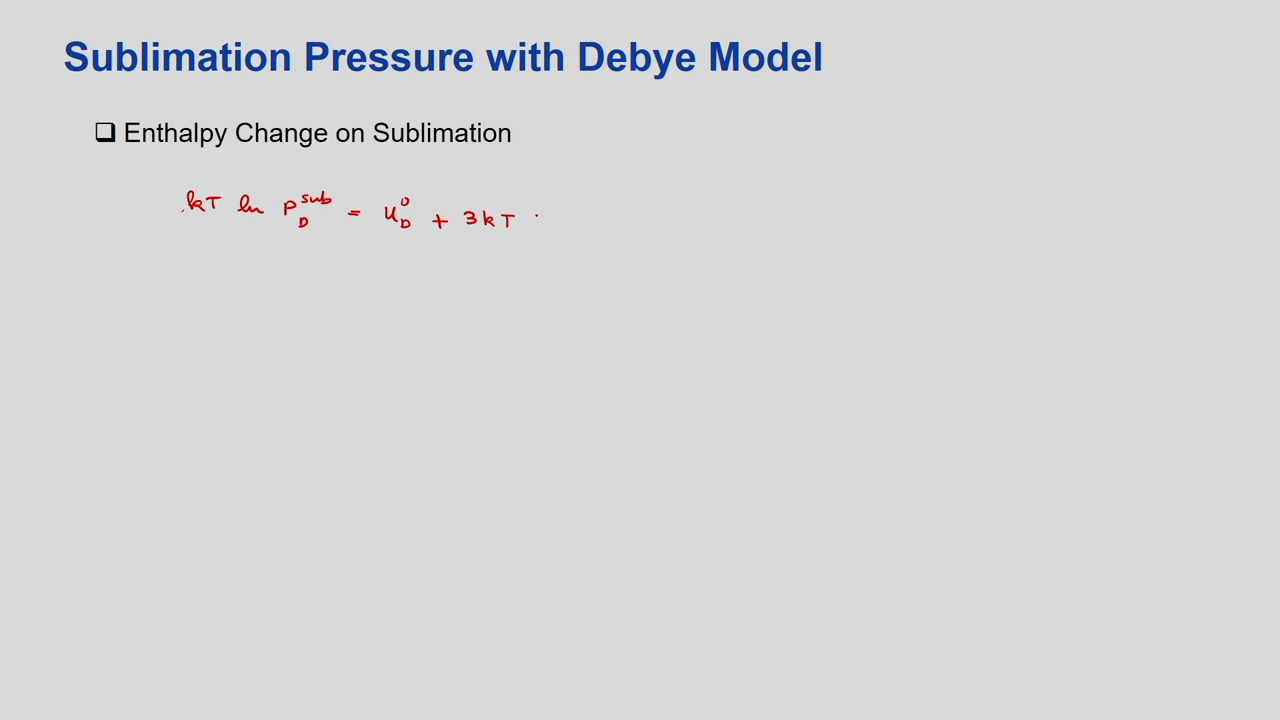 Sublimation Pressure with Debye Model
❑ Enthalpy Change on Sublimation
kT ln P_D^sub = u_D^0 + 3kT